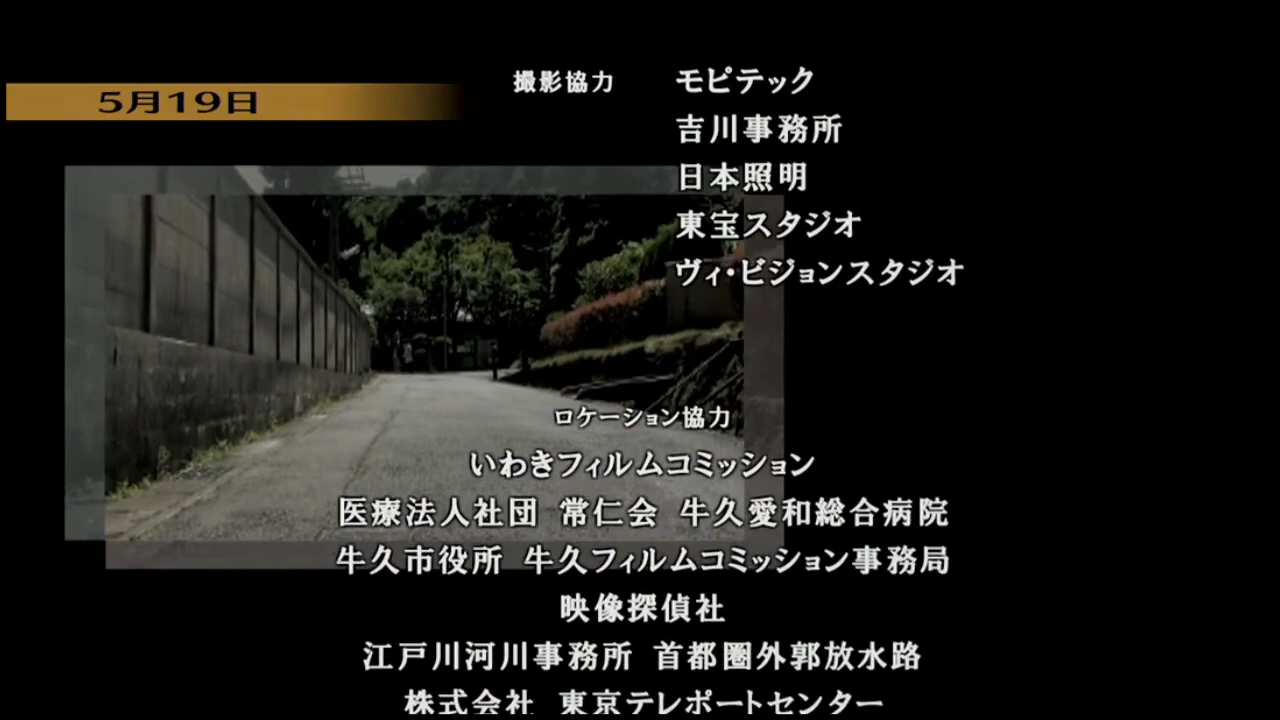 5月19日
撮影協力 モピテック
吉川事務所
日本照明
東宝スタジオ
ヴィ・ビジョンスタジオ
ロケーション協力
いわきフィルムコミッション
医療法人社団 常仁会 牛久愛和総合病院
牛久市役所 牛久フィルムコミッション事務局
映像探偵社
江戸川河川事務所 首都圏外郭放水路
株式会社 東京テレポートセンター